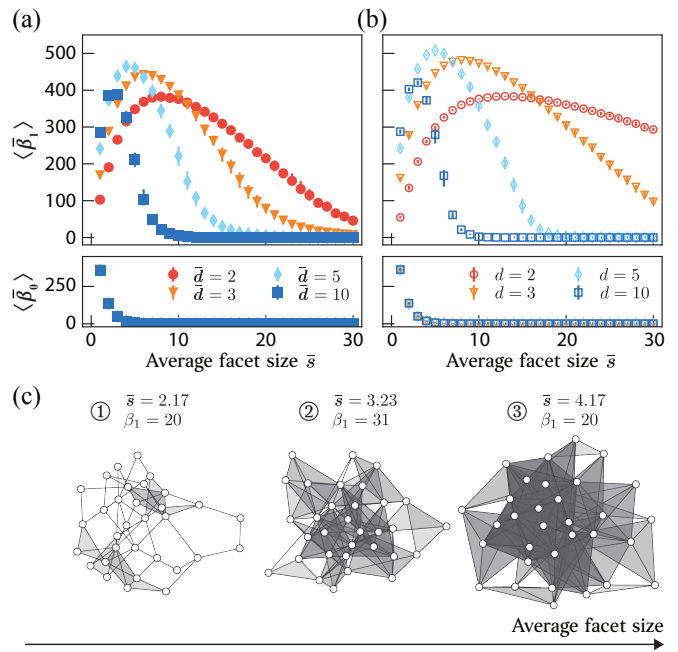 (a)
(b)
⟨β̄₁⟩
500
400
300
200
100
0
⟨β̄₀⟩
250
0
d̄ = 2
d̄ = 3
d̄ = 5
d̄ = 10
d = 2
d = 3
d = 5
d = 10
0 10 20 30
0 10 20 30
Average facet size s̄
Average facet size s̄
(c)
① s̄ = 2.17
β₁ = 20
② s̄ = 3.23
β₁ = 31
③ s̄ = 4.17
β₁ = 20
Average facet size